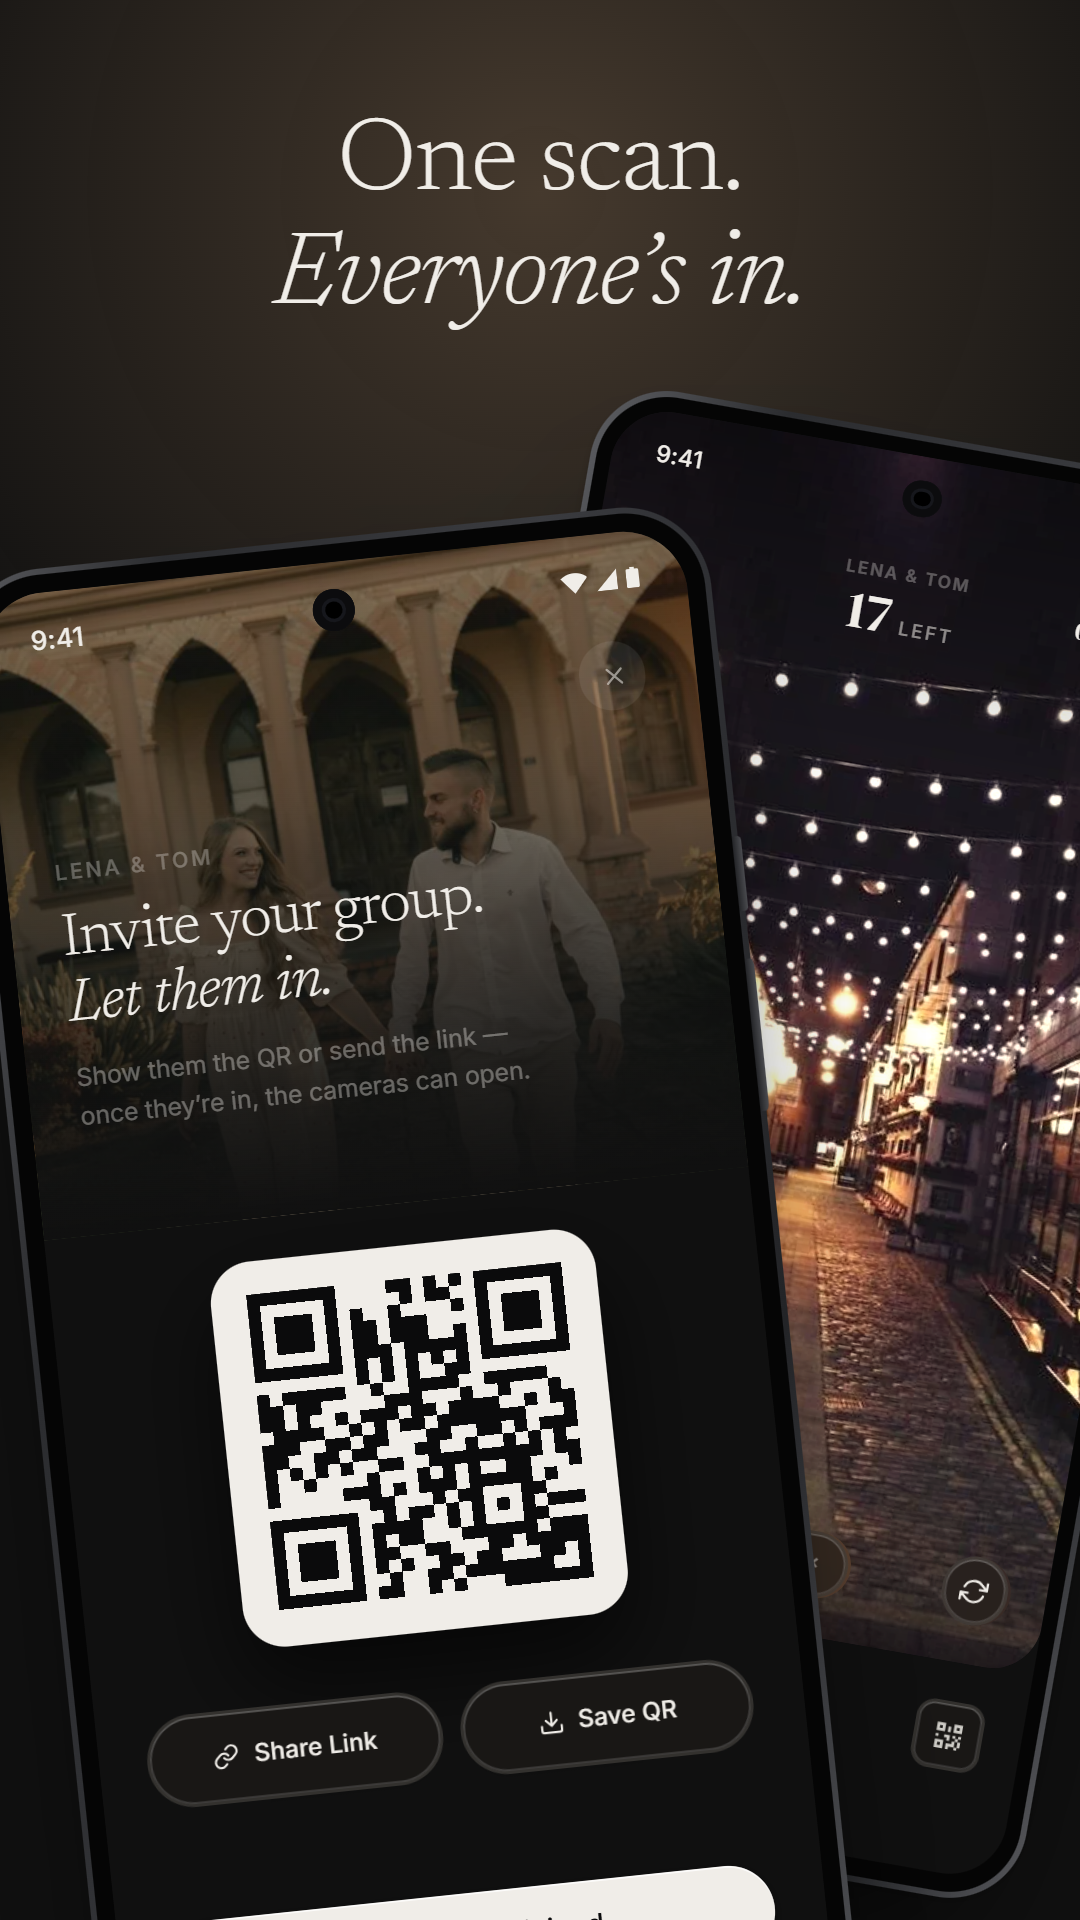 One scan.
Everyone’s in.
9:41
LENA & TOM
17 LEFT
9:41
LENA & TOM
Invite your group.
Let them in.
Show them the QR or send the link —
once they’re in, the cameras can open.
Share Link
Save QR